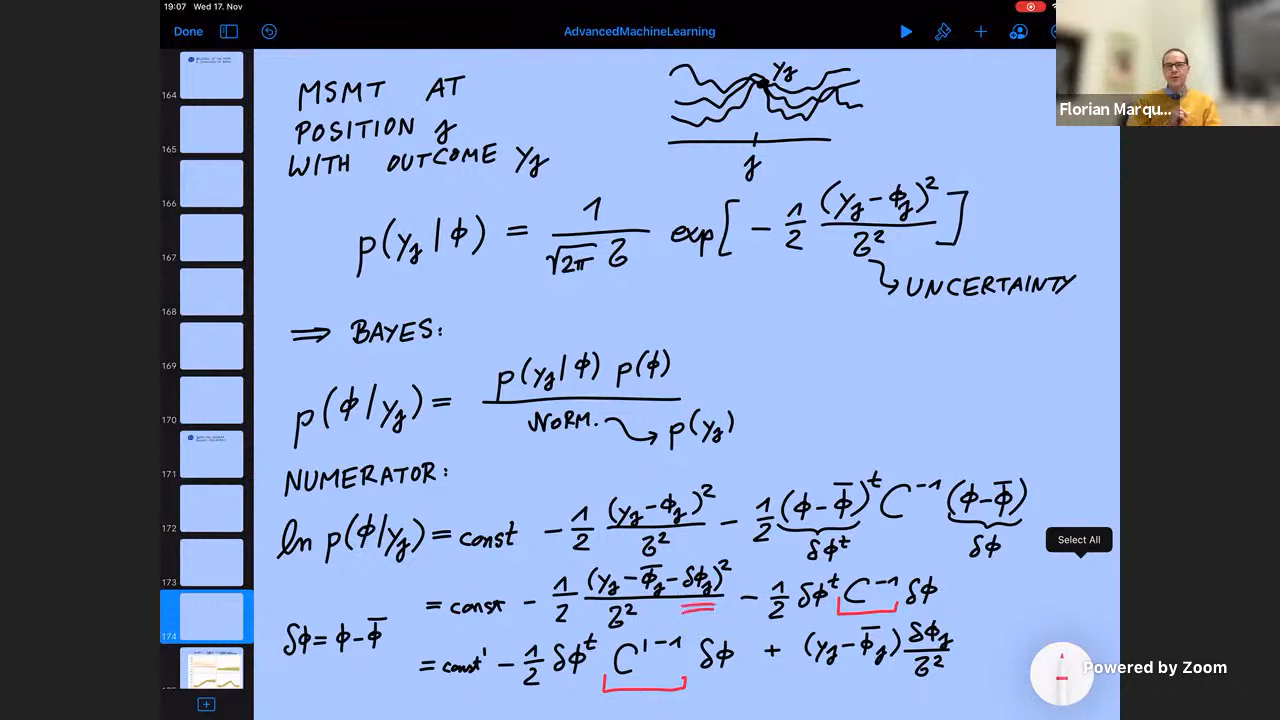 19:07 Wed 17. Nov
Done
AdvancedMachineLearning
Florian Marqu...
164
165
166
167
168
169
170
171
172
173
174
MSMT AT
POSITION j
WITH OUTCOME yj
yj
j
p(yj|ϕ) = 1/(√2π σ) exp[ - 1/2 (yj - ϕj)²/σ² ]
UNCERTAINTY
⇒ BAYES:
p(ϕ|yj) = p(yj|ϕ) p(ϕ) / NORM. → p(yj)
NUMERATOR:
ln p(ϕ|yj) = const - 1/2 (yj - ϕj)²/σ² - 1/2 (ϕ - ϕ̅)^t C^-1 (ϕ - ϕ̅)
δϕ^t δϕ
Select All
= const - 1/2 (yj - ϕ̅j - δϕj)²/σ² - 1/2 δϕ^t C^-1 δϕ
δϕ = ϕ - ϕ̅
= const' - 1/2 δϕ^t C'^-1 δϕ + (yj - ϕ̅j) δϕj/σ²
Powered by Zoom